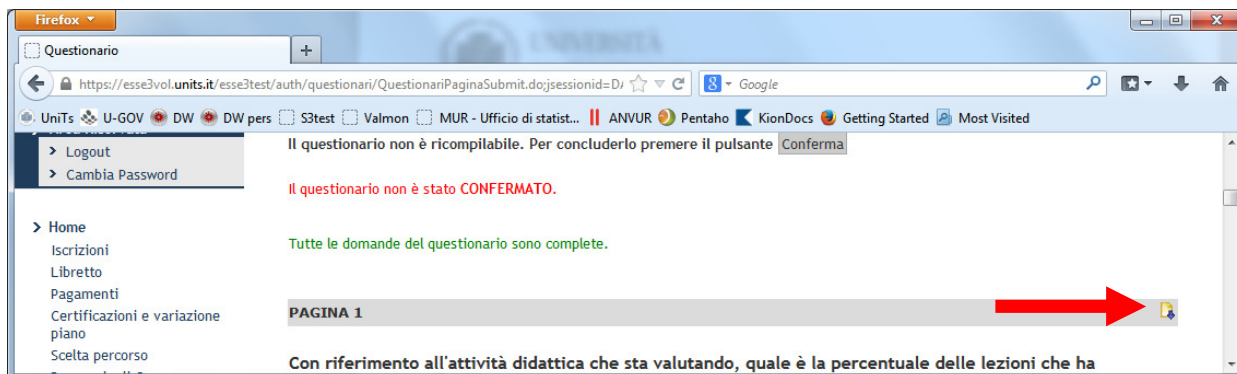 Firefox
Questionario
https://esse3vol.units.it/esse3test/auth/questionari/QuestionariPaginaSubmit.do;jsessionid=D
Google
UniTs U-GOV DW DW pers S3test Valmon MUR - Ufficio di statist... ANVUR Pentaho KionDocs Getting Started Most Visited
Logout
Cambia Password
Il questionario non è ricompilabile. Per concluderlo premere il pulsante Conferma
Il questionario non è stato CONFERMATO.
Tutte le domande del questionario sono complete.
Home
Iscrizioni
Libretto
Pagamenti
Certificazioni e variazione
piano
Scelta percorso
PAGINA 1
Con riferimento all'attività didattica che sta valutando, quale è la percentuale delle lezioni che ha